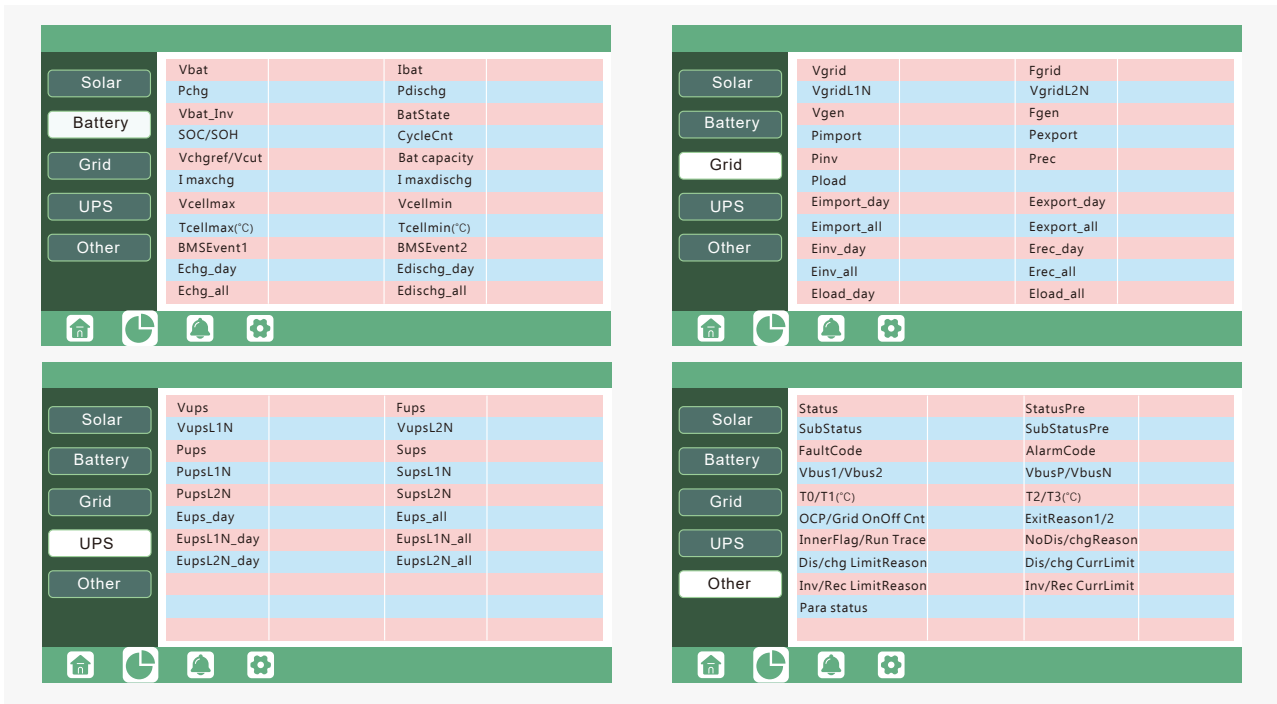 Solar
Battery
Grid
UPS
Other
Vbat Ibat
Pchg Pdischg
Vbat_Inv BatState
SOC/SOH CycleCnt
Vchgref/Vcut Bat capacity
I maxchg I maxdischg
Vcellmax Vcellmin
Tcellmax(°C) Tcellmin(°C)
BMSEvent1 BMSEvent2
Echg_day Edischg_day
Echg_all Edischg_all
Solar
Battery
Grid
UPS
Other
Vgrid Fgrid
VgridL1N VgridL2N
Vgen Fgen
Pimport Pexport
Pinv Prec
Pload
Eimport_day Eexport_day
Eimport_all Eexport_all
Einv_day Erec_day
Einv_all Erec_all
Eload_day Eload_all
Solar
Battery
Grid
UPS
Other
Vups Fups
VupsL1N VupsL2N
Pups Sups
PupsL1N SupsL1N
PupsL2N SupsL2N
Eups_day Eups_all
EupsL1N_day EupsL1N_all
EupsL2N_day EupsL2N_all
Solar
Battery
Grid
UPS
Other
Status StatusPre
SubStatus SubStatusPre
FaultCode AlarmCode
Vbus1/Vbus2 VbusP/VbusN
T0/T1(°C) T2/T3(°C)
OCP/Grid OnOff Cnt ExitReason1/2
InnerFlag/Run Trace NoDis/chgReason
Dis/chg LimitReason Dis/chg CurrLimit
Inv/Rec LimitReason Inv/Rec CurrLimit
Para status